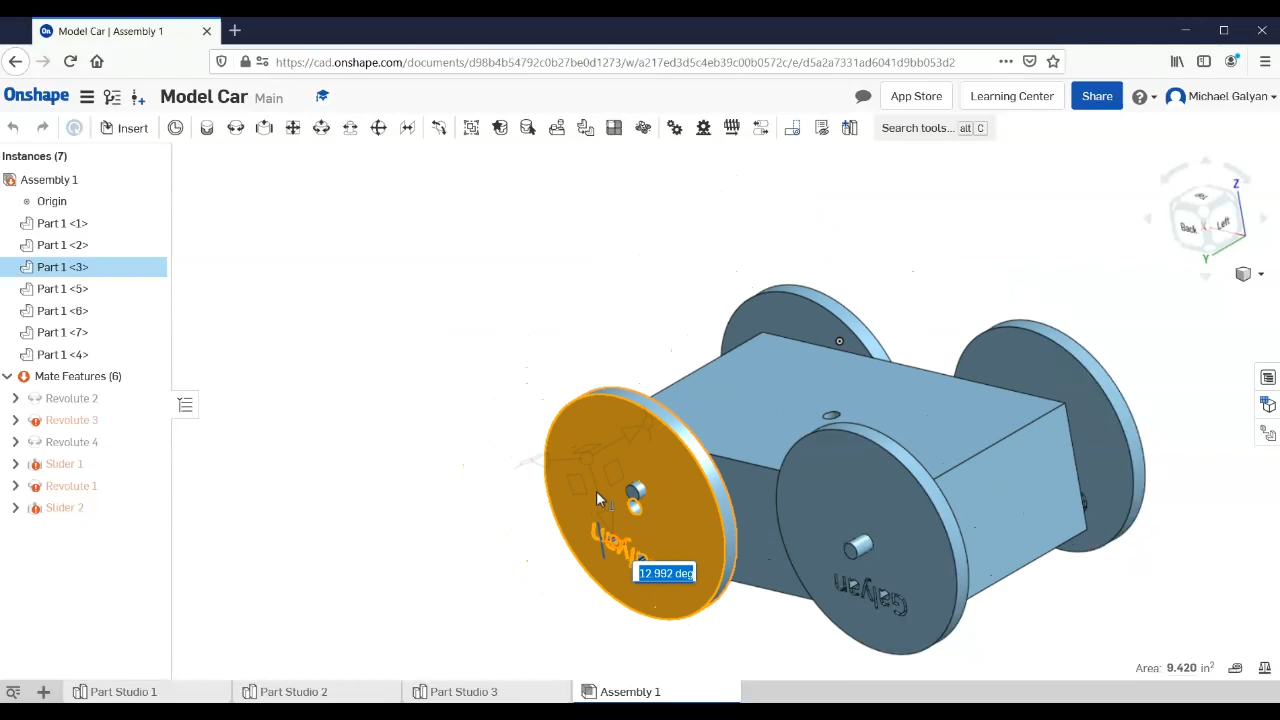 On Model Car | Assembly 1
https://cad.onshape.com/documents/d98b4b54792c0b27be0d1273/w/a217ed3d5c4eb39c00b0572c/e/d5a2a7331ad6041d9bb053d2
Onshape Model Car Main App Store Learning Center Share Michael Galyan
Insert Search tools... alt C
Instances (7)
Assembly 1
Origin
Part 1 <1>
Part 1 <2>
Part 1 <3>
Part 1 <5>
Part 1 <6>
Part 1 <7>
Part 1 <4>
Mate Features (6)
Revolute 2
Revolute 3
Revolute 4
Slider 1
Revolute 1
Slider 2
Z
Back Left
Y
12.992 deg
Galyan
Area: 9.420 in²
Part Studio 1 Part Studio 2 Part Studio 3 Assembly 1